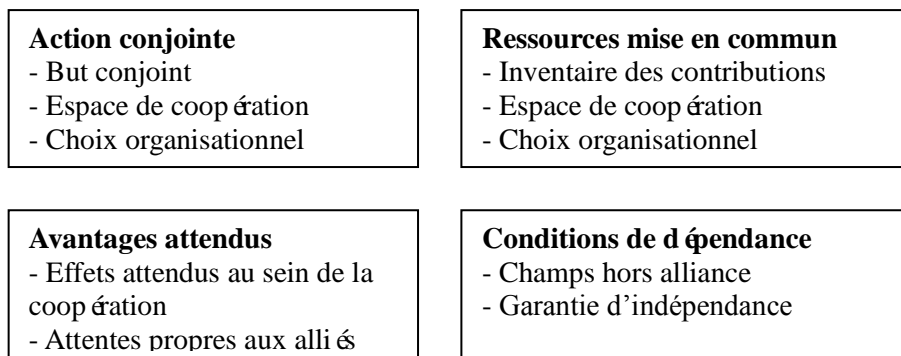 Action conjointe
- But conjoint
- Espace de coopération
- Choix organisationnel
Ressources mise en commun
- Inventaire des contributions
- Espace de coopération
- Choix organisationnel
Avantages attendus
- Effets attendus au sein de la
coopération
- Attentes propres aux alliés
Conditions de dépendance
- Champs hors alliance
- Garantie d'indépendance